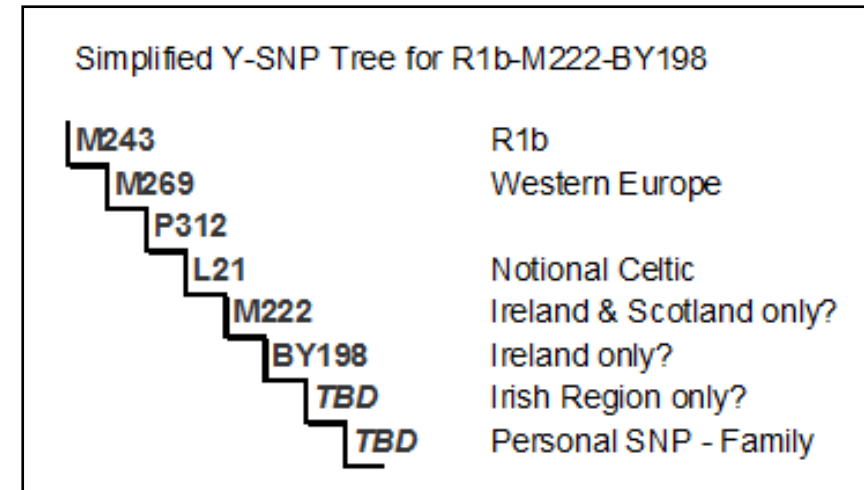 Simplified Y-SNP Tree for R1b-M222-BY198
M243 R1b
M269 Western Europe
P312
L21 Notional Celtic
M222 Ireland & Scotland only?
BY198 Ireland only?
TBD Irish Region only?
TBD Personal SNP - Family